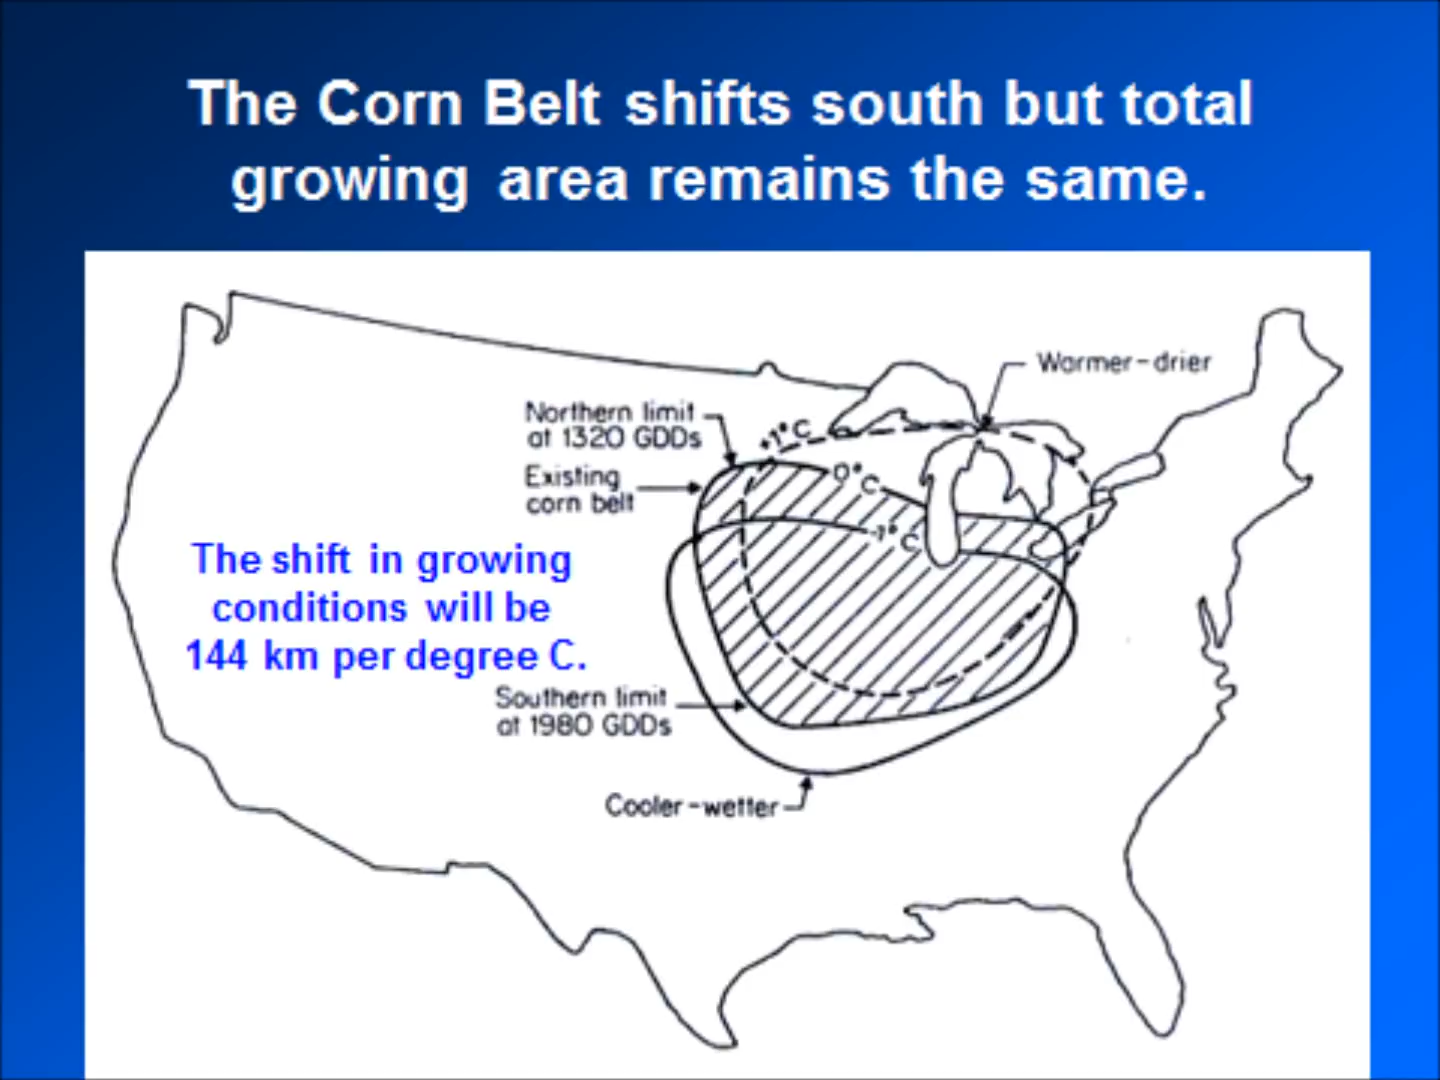 The Corn Belt shifts south but total
growing area remains the same.
Warmer-drier
Northern limit
at 1320 GDDs
+1°C
0°C
Existing
corn belt
-1°C
The shift in growing
conditions will be
144 km per degree C.
Southern limit
at 1980 GDDs
Cooler-wetter